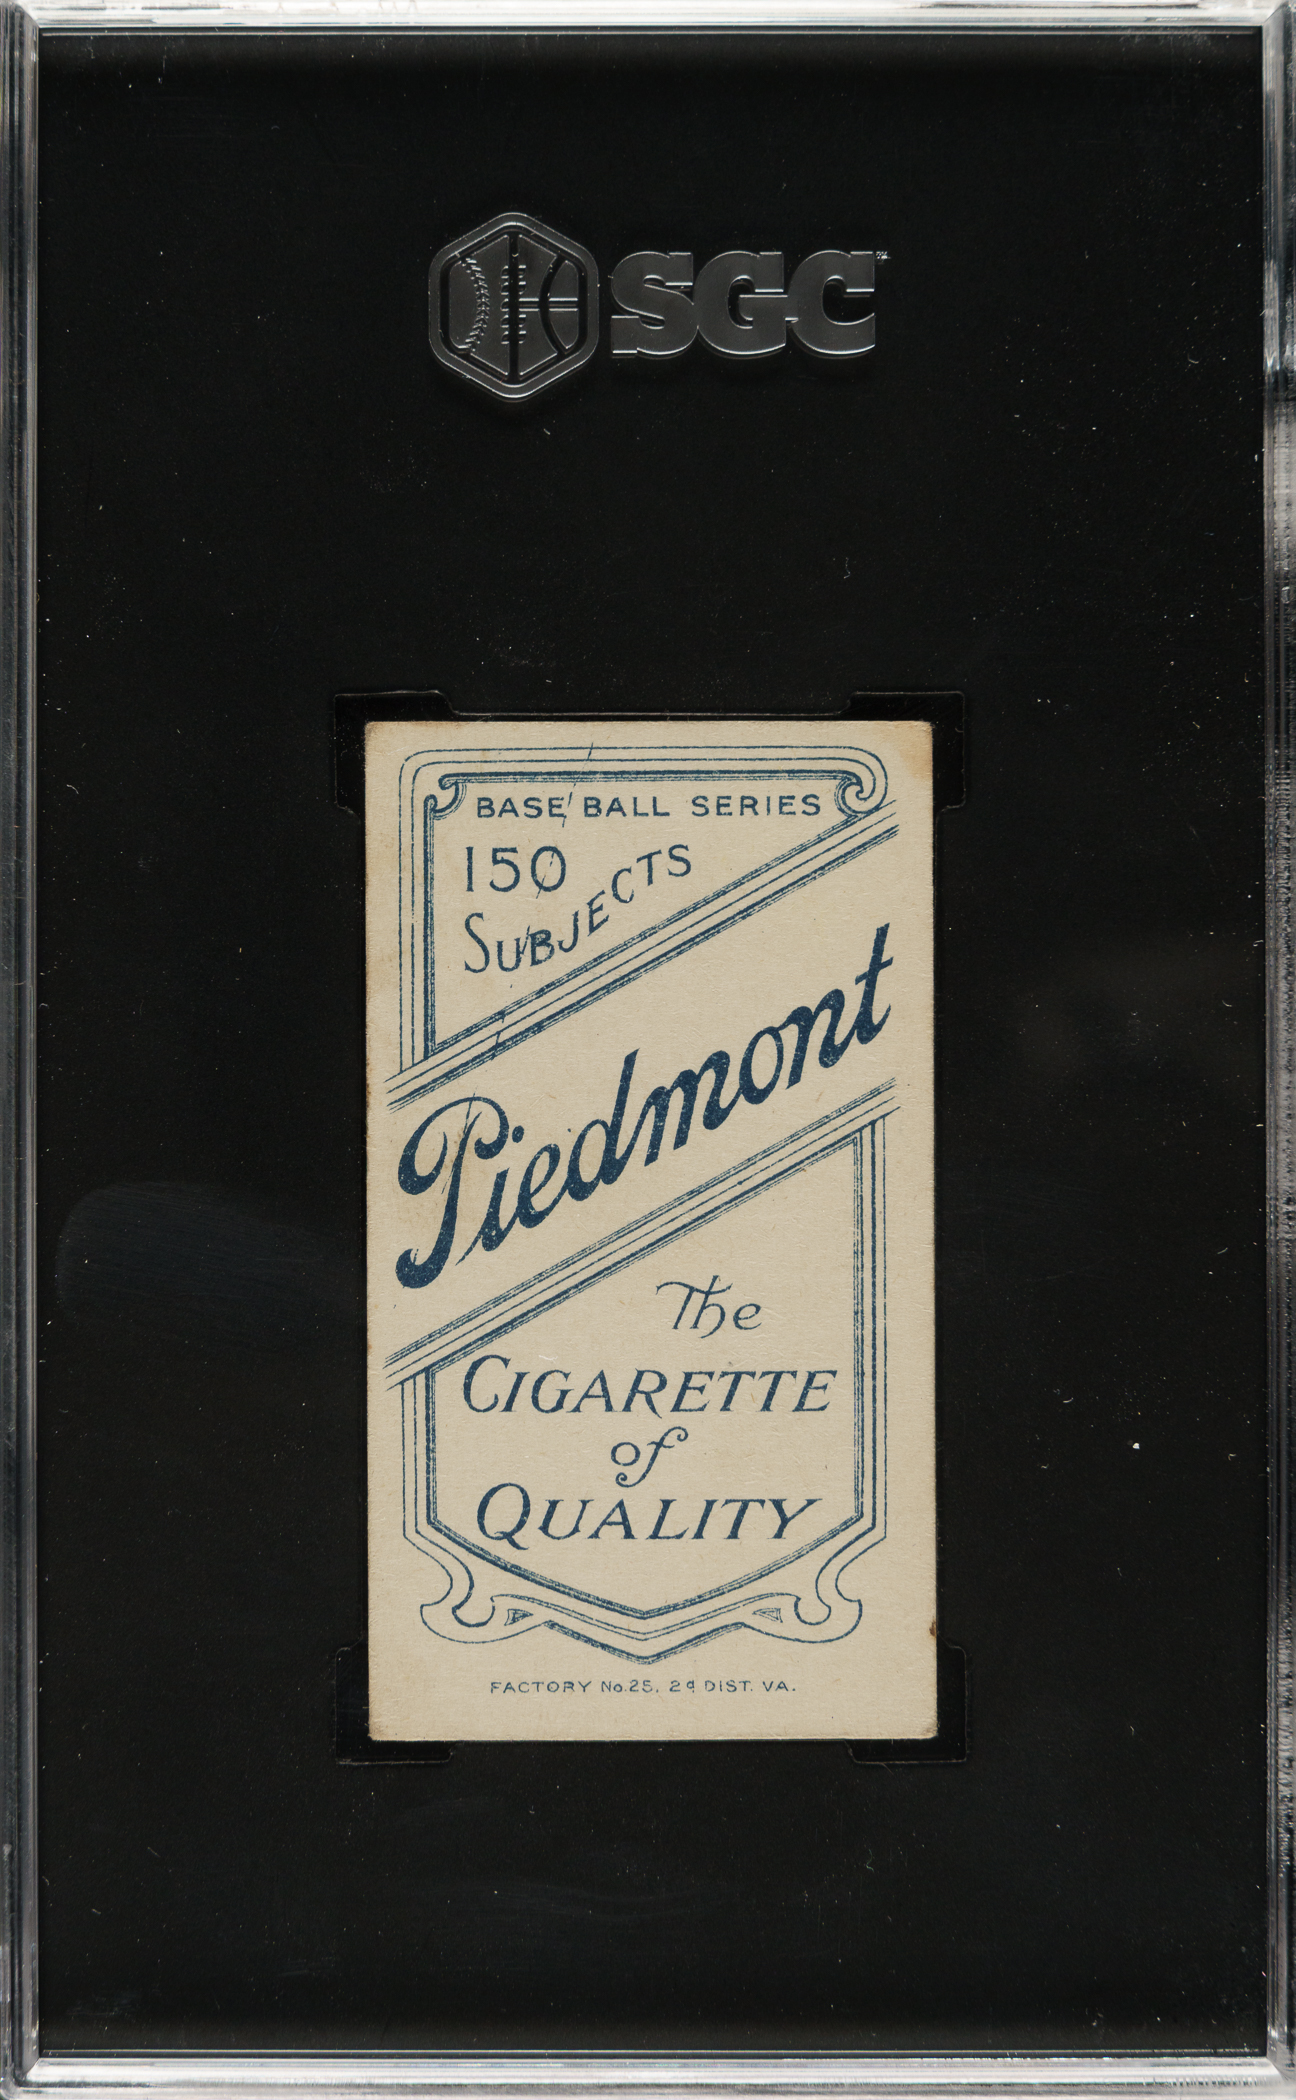 SGC
BASE BALL SERIES
150
SUBJECTS
Piedmont
The
CIGARETTE
of
QUALITY
FACTORY No.25, 2d DIST. VA.